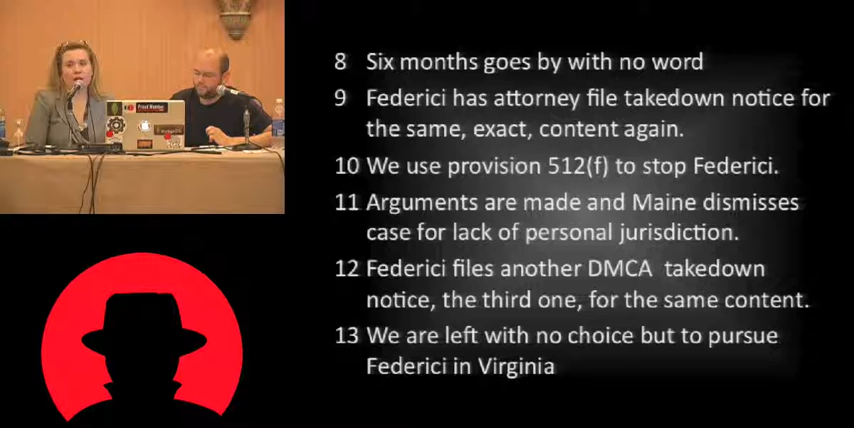 8 Six months goes by with no word
9 Federici has attorney file takedown notice for
the same, exact, content again.
10 We use provision 512(f) to stop Federici.
11 Arguments are made and Maine dismisses
case for lack of personal jurisdiction.
12 Federici files another DMCA takedown
notice, the third one, for the same content.
13 We are left with no choice but to pursue
Federici in Virginia